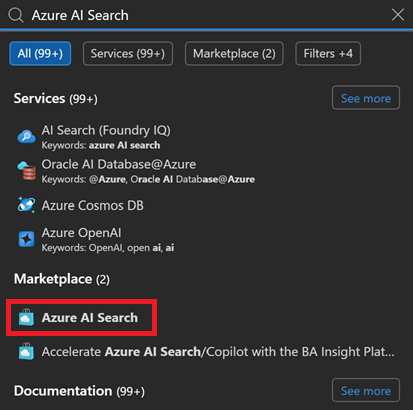 Azure AI Search
All (99+)
Services (99+)
Marketplace (2)
Filters +4
Services (99+)
See more
AI Search (Foundry IQ)
Keywords: azure ai search
Oracle AI Database@Azure
Keywords: @Azure, Oracle AI Database@Azure
Azure Cosmos DB
Azure OpenAI
Keywords: OpenAI, open ai, ai
Marketplace (2)
Azure AI Search
Accelerate Azure AI Search/Copilot with the BA Insight Plat...
Documentation (99+)
See more